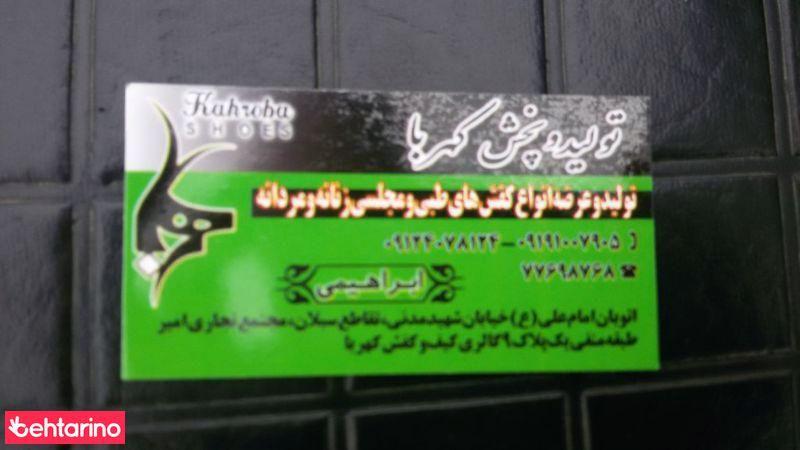 Kahroba
SHOES
تولید و پخش کهربا
تولید و عرضه انواع کفش های طبی و مجلسی زنانه و مردانه
۰۹۱۲۴۰۷۸۱۲۴ - ۰۹۱۹۱۰۰۷۹۰۵
۷۷۶۹۸۷۶۸
ابراهیمی
اتوبان امام علی (ع) خیابان شهید مدنی، تقاطع سبلان، مجتمع تجاری امیر
طبقه منفی یک پلاک ۹ گالری کیف و کفش کهربا
behtarino